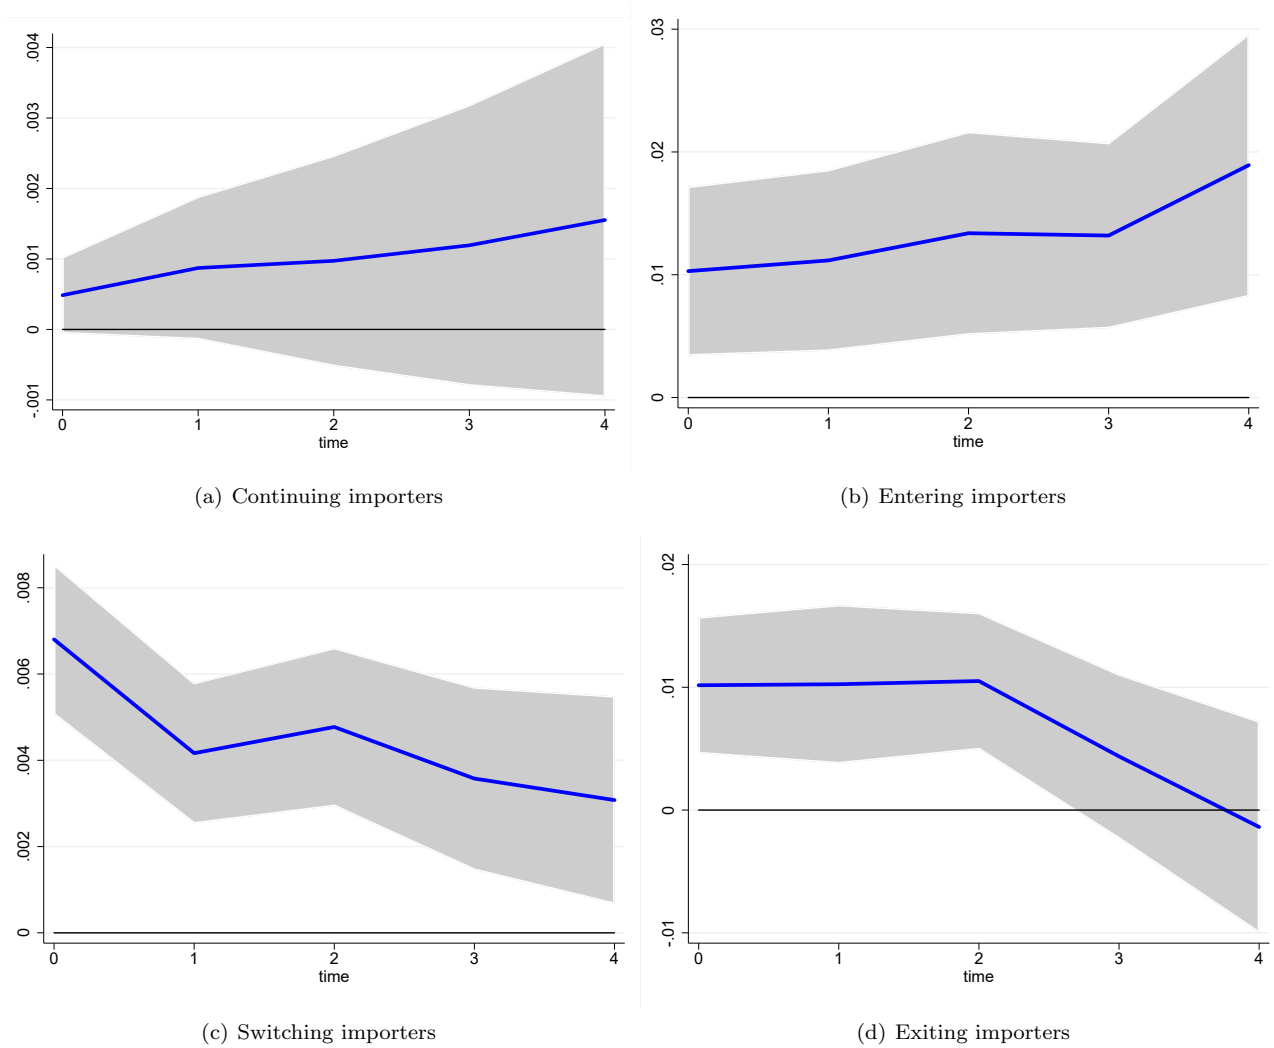 .004
.003
.002
.001
0
-.001
0 1 2 3 4
time
(a) Continuing importers
.03
.02
.01
0
0 1 2 3 4
time
(b) Entering importers
.008
.006
.004
.002
0
0 1 2 3 4
time
(c) Switching importers
.02
.01
0
-.01
0 1 2 3 4
time
(d) Exiting importers